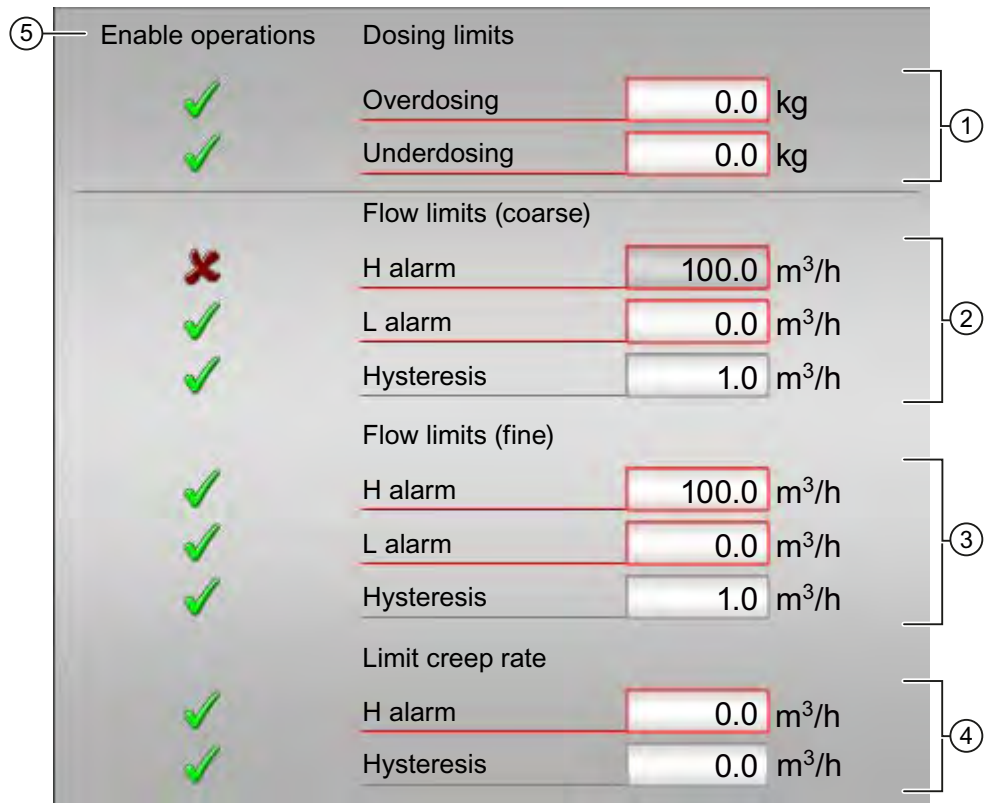 ⑤ Enable operations Dosing limits
Overdosing 0.0 kg
①
Underdosing 0.0 kg
Flow limits (coarse)
H alarm 100.0 m³/h
L alarm 0.0 m³/h ②
Hysteresis 1.0 m³/h
Flow limits (fine)
H alarm 100.0 m³/h
L alarm 0.0 m³/h ③
Hysteresis 1.0 m³/h
Limit creep rate
H alarm 0.0 m³/h
④
Hysteresis 0.0 m³/h